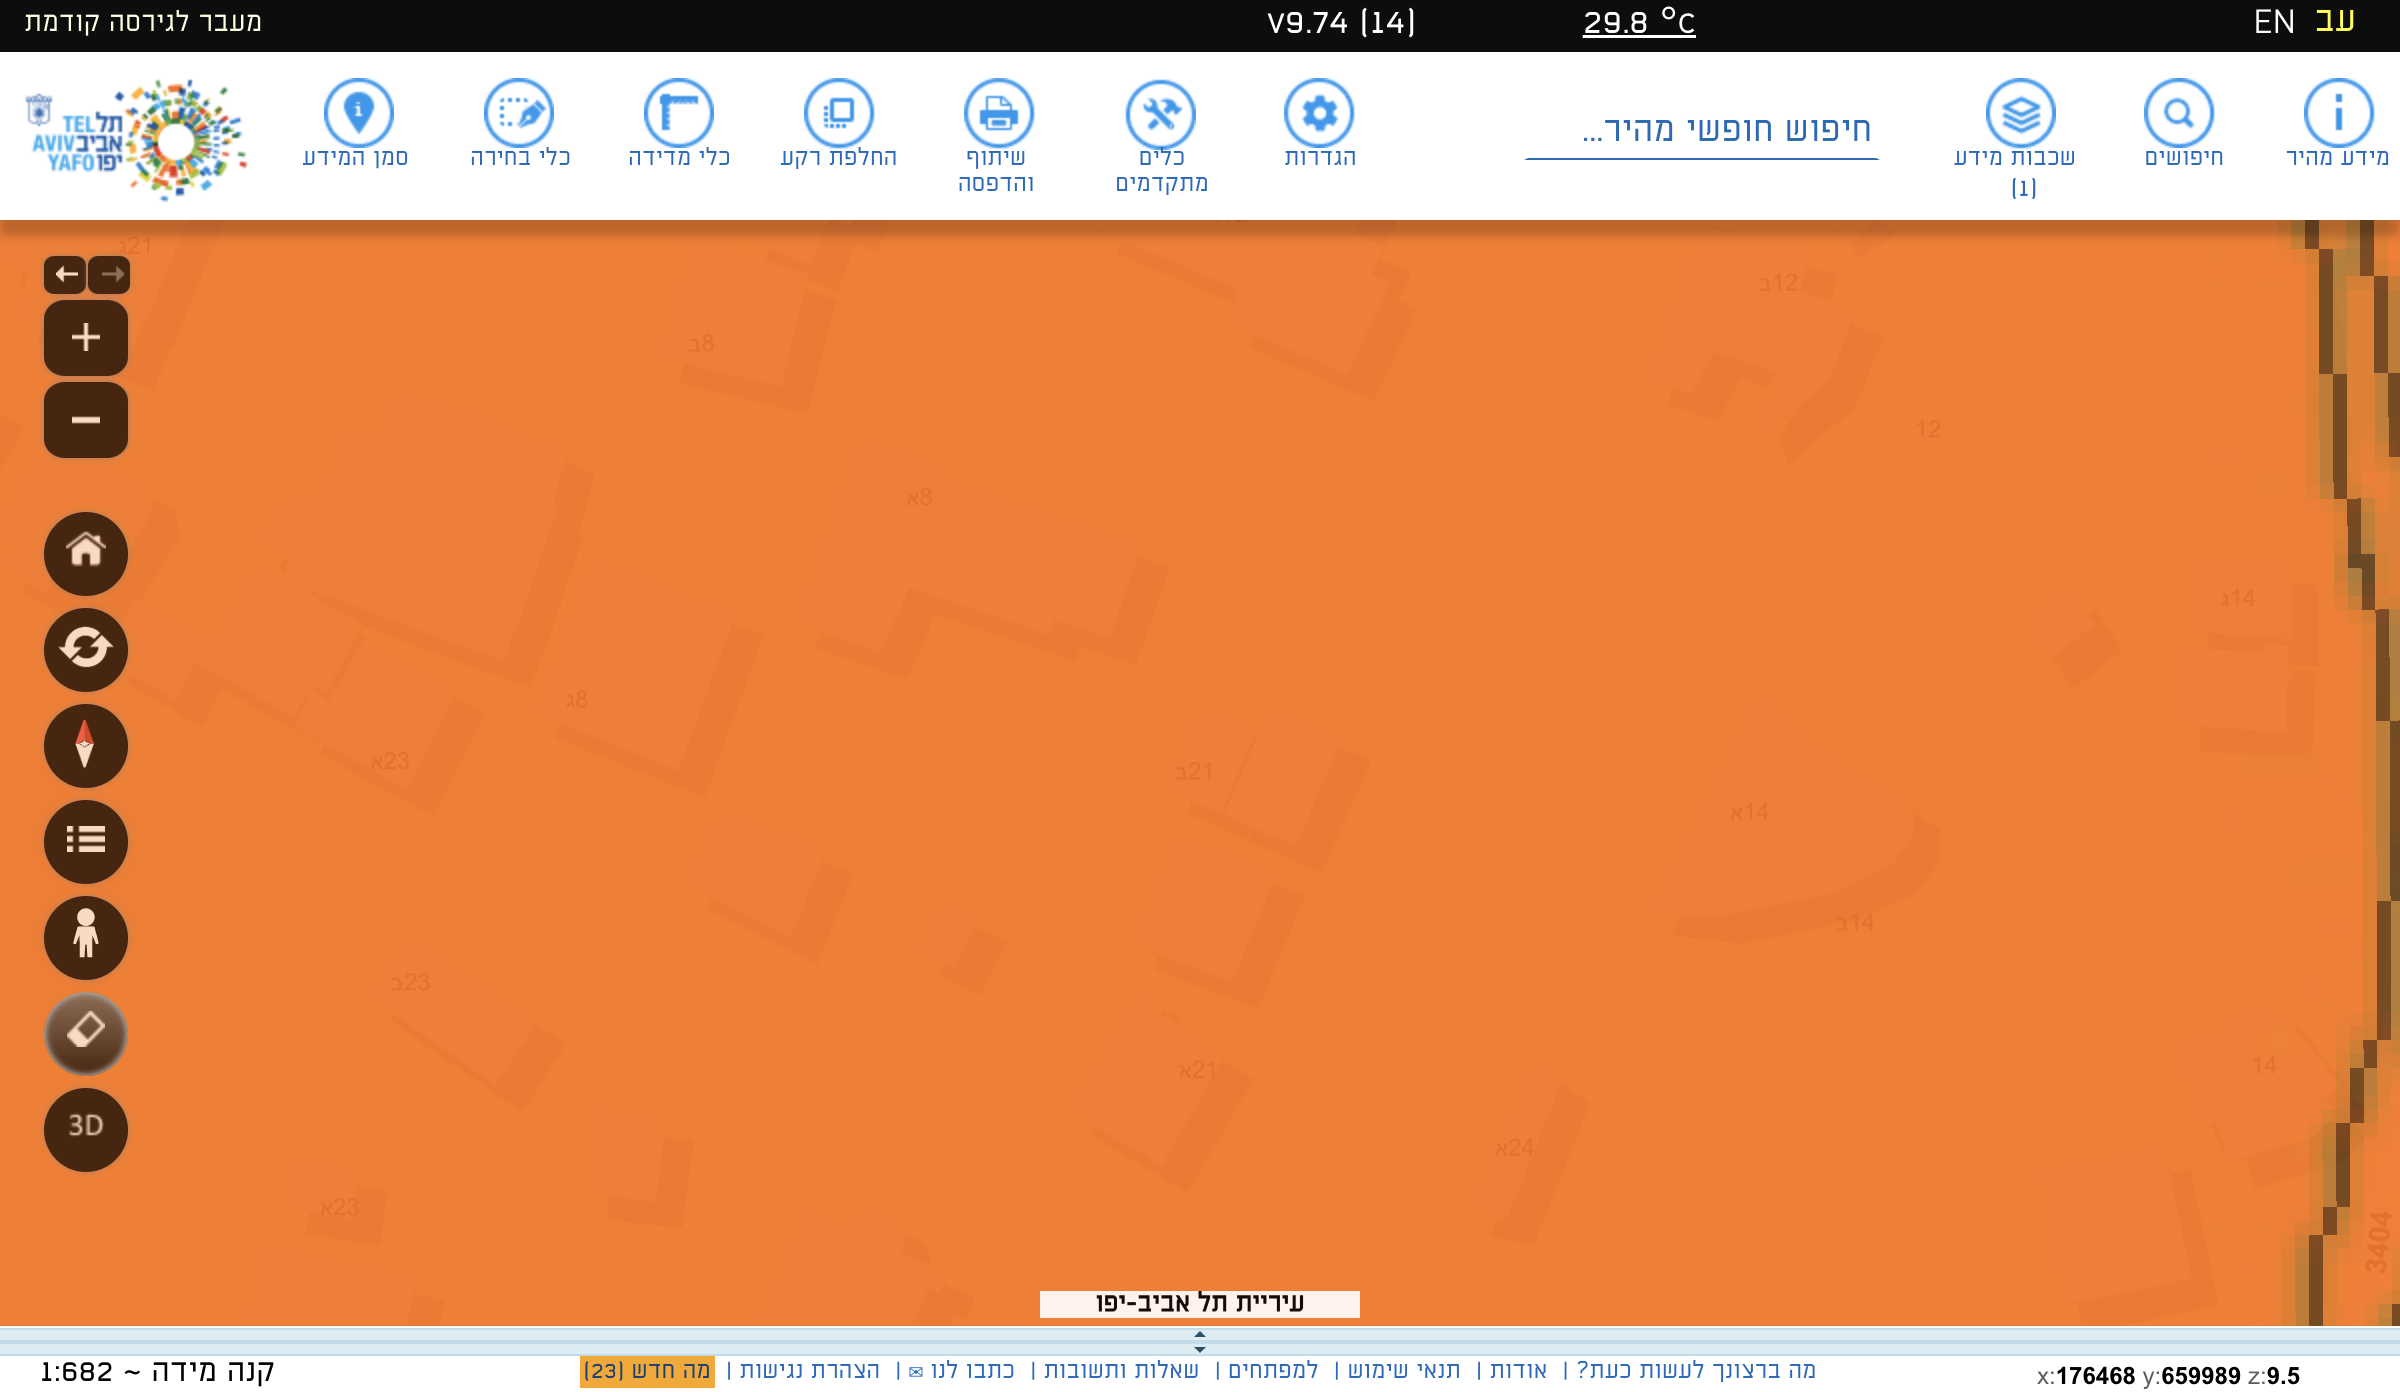 עב EN
29.8 °C
V9.74 (14)
מעבר לגירסה קודמת
מידע מהיר
חיפושים
שכבות מידע
(1)
חיפוש חופשי מהיר...
הגדרות
כלים
מתקדמים
שיתוף
והדפסה
החלפת רקע
כלי מדידה
כלי בחירה
סמן המידע
תל TEL
אביב AVIV
יפו YAFO
21ג
12ב
8ב
12
8א
14ג
8ג
23א
21ב
14א
14ב
23ב
21א
14
24א
23א
3404
3D
עיריית תל אביב-יפו
מה ברצונך לעשות כעת? | אודות | תנאי שימוש | למפתחים | שאלות ותשובות | כתבו לנו ✉ | הצהרת נגישות | מה חדש (23)
קנה מידה ~ 1:682
x:176468 y:659989 z:9.5